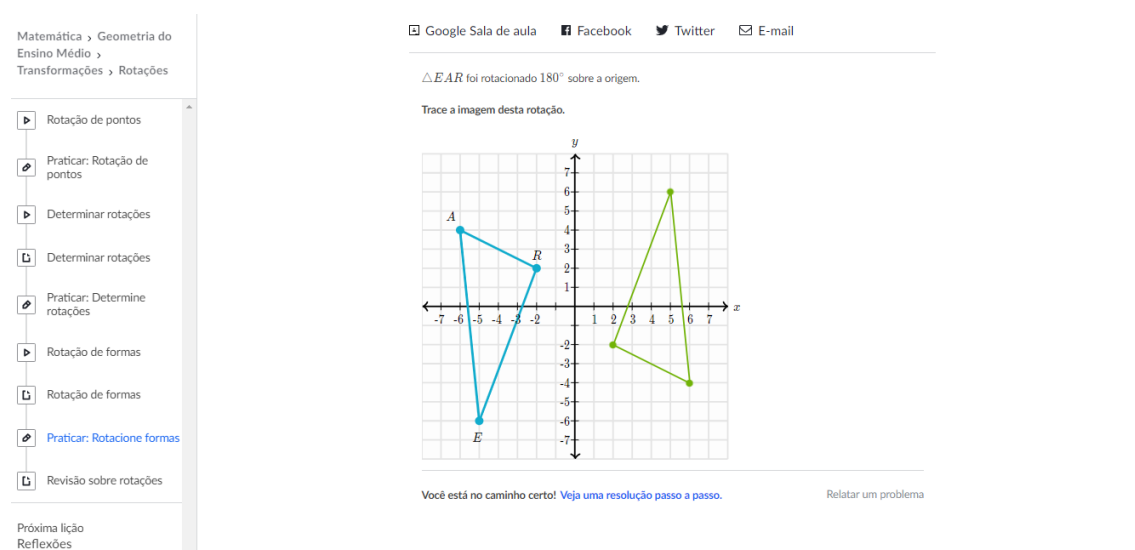 Matemática › Geometria do
Ensino Médio ›
Transformações › Rotações
Rotação de pontos
Praticar: Rotação de
pontos
Determinar rotações
Determinar rotações
Praticar: Determine
rotações
Rotação de formas
Rotação de formas
Praticar: Rotacione formas
Revisão sobre rotações
Próxima lição
Reflexões
Google Sala de aula Facebook Twitter E-mail
△EAR foi rotacionado 180° sobre a origem.
Trace a imagem desta rotação.
y
7
6
A
5
4
R
3
2
1
x
-7 -6 -5 -4 -3 -2 1 2 3 4 5 6 7
-2
-3
-4
-5
-6
E
-7
Você está no caminho certo! Veja uma resolução passo a passo. Relatar um problema